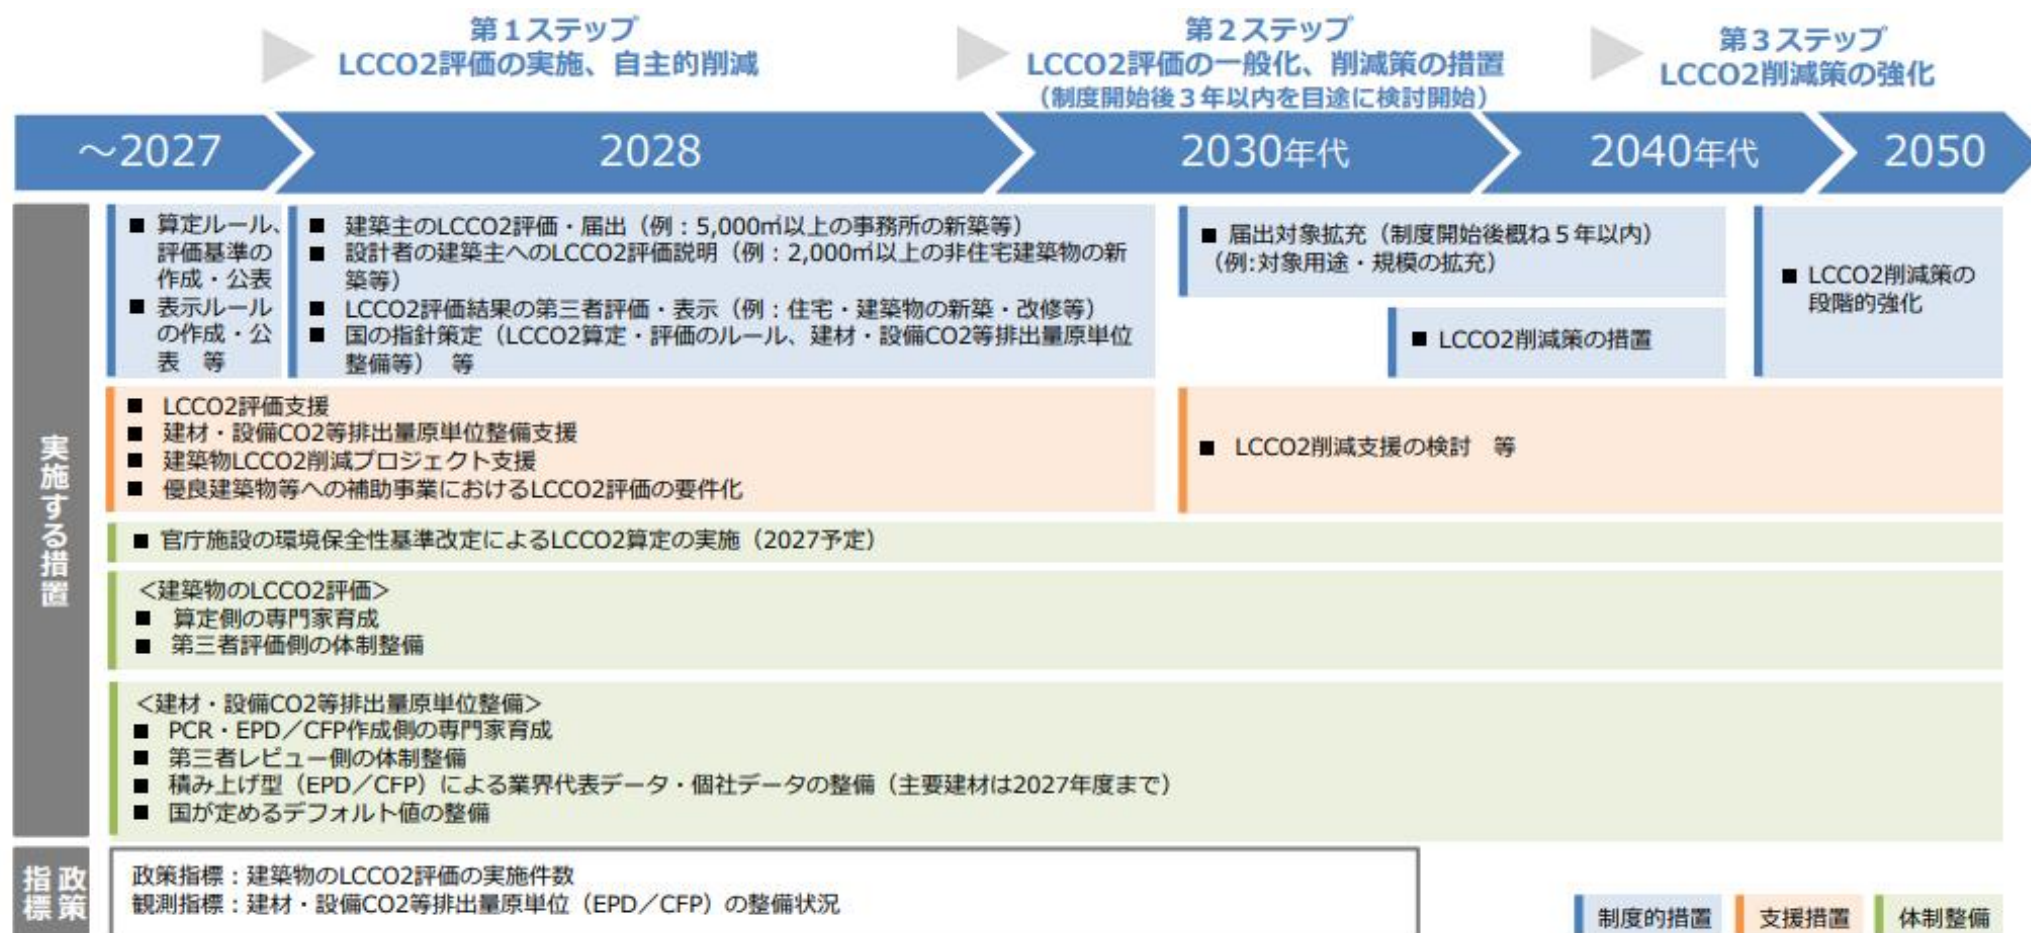 第1ステップ
LCCO2評価の実施、自主的削減
第2ステップ
LCCO2評価の一般化、削減策の措置
(制度開始後3年以内を目途に検討開始)
第3ステップ
LCCO2削減策の強化
～2027
2028
2030年代
2040年代
2050
実施する措置
■ 算定ルール、
評価基準の
作成・公表
■ 表示ルール
の作成・公
表 等
■ 建築主のLCCO2評価・届出（例：5,000㎡以上の事務所の新築等）
■ 設計者の建築主へのLCCO2評価説明（例：2,000㎡以上の非住宅建築物の新
築等）
■ LCCO2評価結果の第三者評価・表示（例：住宅・建築物の新築・改修等）
■ 国の指針策定（LCCO2算定・評価のルール、建材・設備CO2等排出量原単位
整備等） 等
■ 届出対象拡充（制度開始後概ね５年以内）
（例:対象用途・規模の拡充）
■ LCCO2削減策の措置
■ LCCO2削減策の
段階的強化
■ LCCO2評価支援
■ 建材・設備CO2等排出量原単位整備支援
■ 建築物LCCO2削減プロジェクト支援
■ 優良建築物等への補助事業におけるLCCO2評価の要件化
■ LCCO2削減支援の検討 等
■ 官庁施設の環境保全性基準改定によるLCCO2算定の実施（2027予定）
＜建築物のLCCO2評価＞
■ 算定側の専門家育成
■ 第三者評価側の体制整備
＜建材・設備CO2等排出量原単位整備＞
■ PCR・EPD／CFP作成側の専門家育成
■ 第三者レビュー側の体制整備
■ 積み上げ型（EPD／CFP）による業界代表データ・個社データの整備（主要建材は2027年度まで）
■ 国が定めるデフォルト値の整備
政策指標
政策指標：建築物のLCCO2評価の実施件数
観測指標：建材・設備CO2等排出量原単位（EPD／CFP）の整備状況
制度的措置
支援措置
体制整備